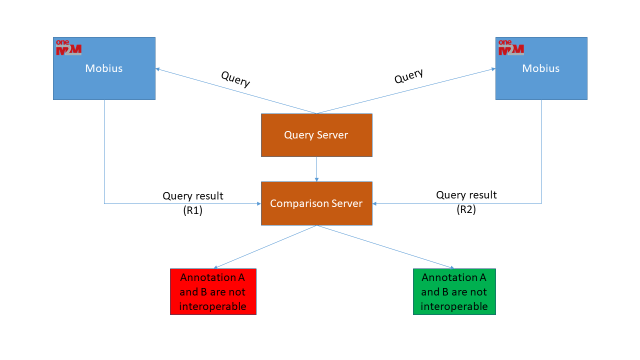 one
M2M
Mobius
one
M2M
Mobius
Query
Query
Query Server
Query result
(R1)
Comparison Server
Query result
(R2)
Annotation A
and B are not
interoperable
Annotation A
and B are not
interoperable